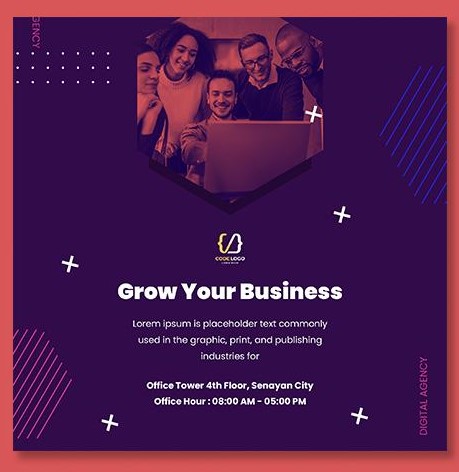 GENCY
CODE LOGO
Grow Your Business
Lorem ipsum is placeholder text commonly
used in the graphic, print, and publishing
industries for
Office Tower 4th Floor, Senayan City
Office Hour : 08:00 AM - 05:00 PM
DIGITAL AGENCY